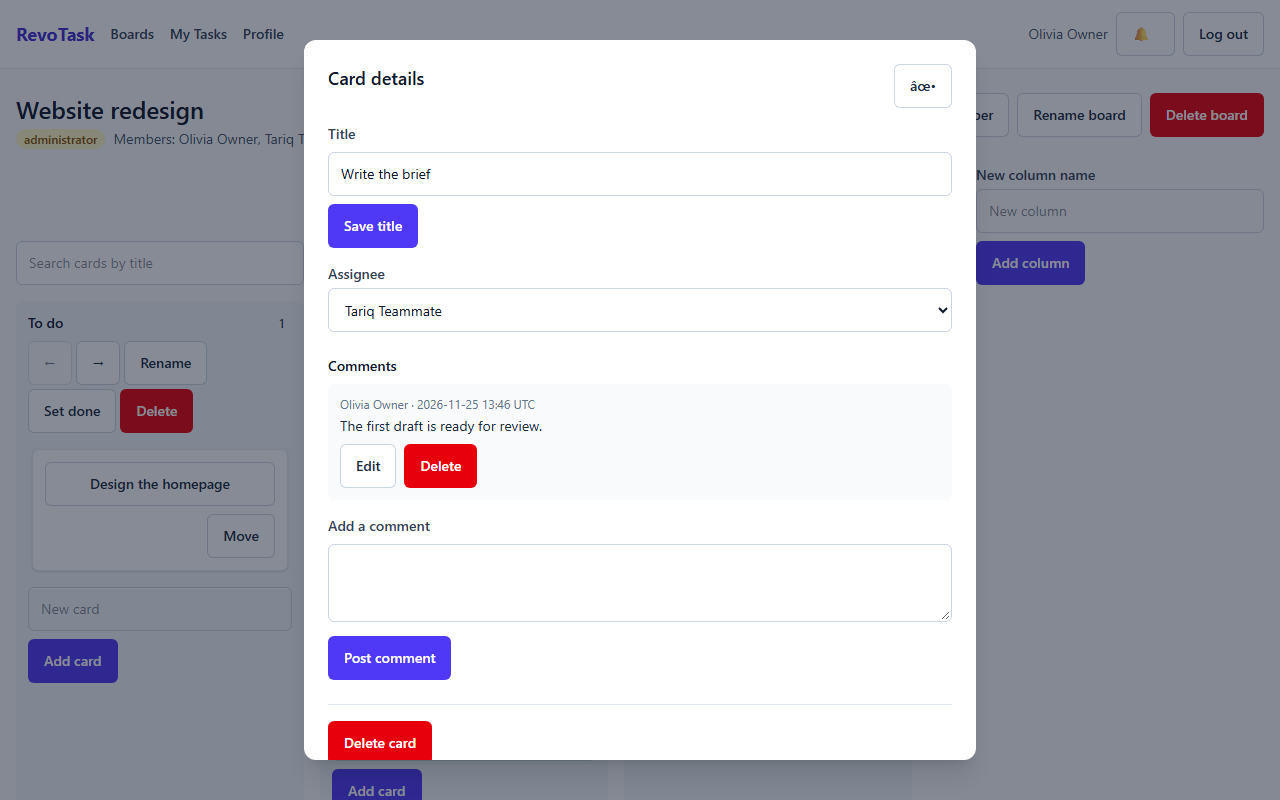 RevoTask Boards My Tasks Profile Olivia Owner 🔔 Log out
Website redesign
administrator Members: Olivia Owner, Tariq T
ber Rename board Delete board
New column name
New column
Add column
Search cards by title
To do 1
← → Rename
Set done Delete
Design the homepage
Move
New card
Add card
Card details
âœ•
Title
Write the brief
Save title
Assignee
Tariq Teammate
Comments
Olivia Owner · 2026-11-25 13:46 UTC
The first draft is ready for review.
Edit Delete
Add a comment
Post comment
Delete card
Add card